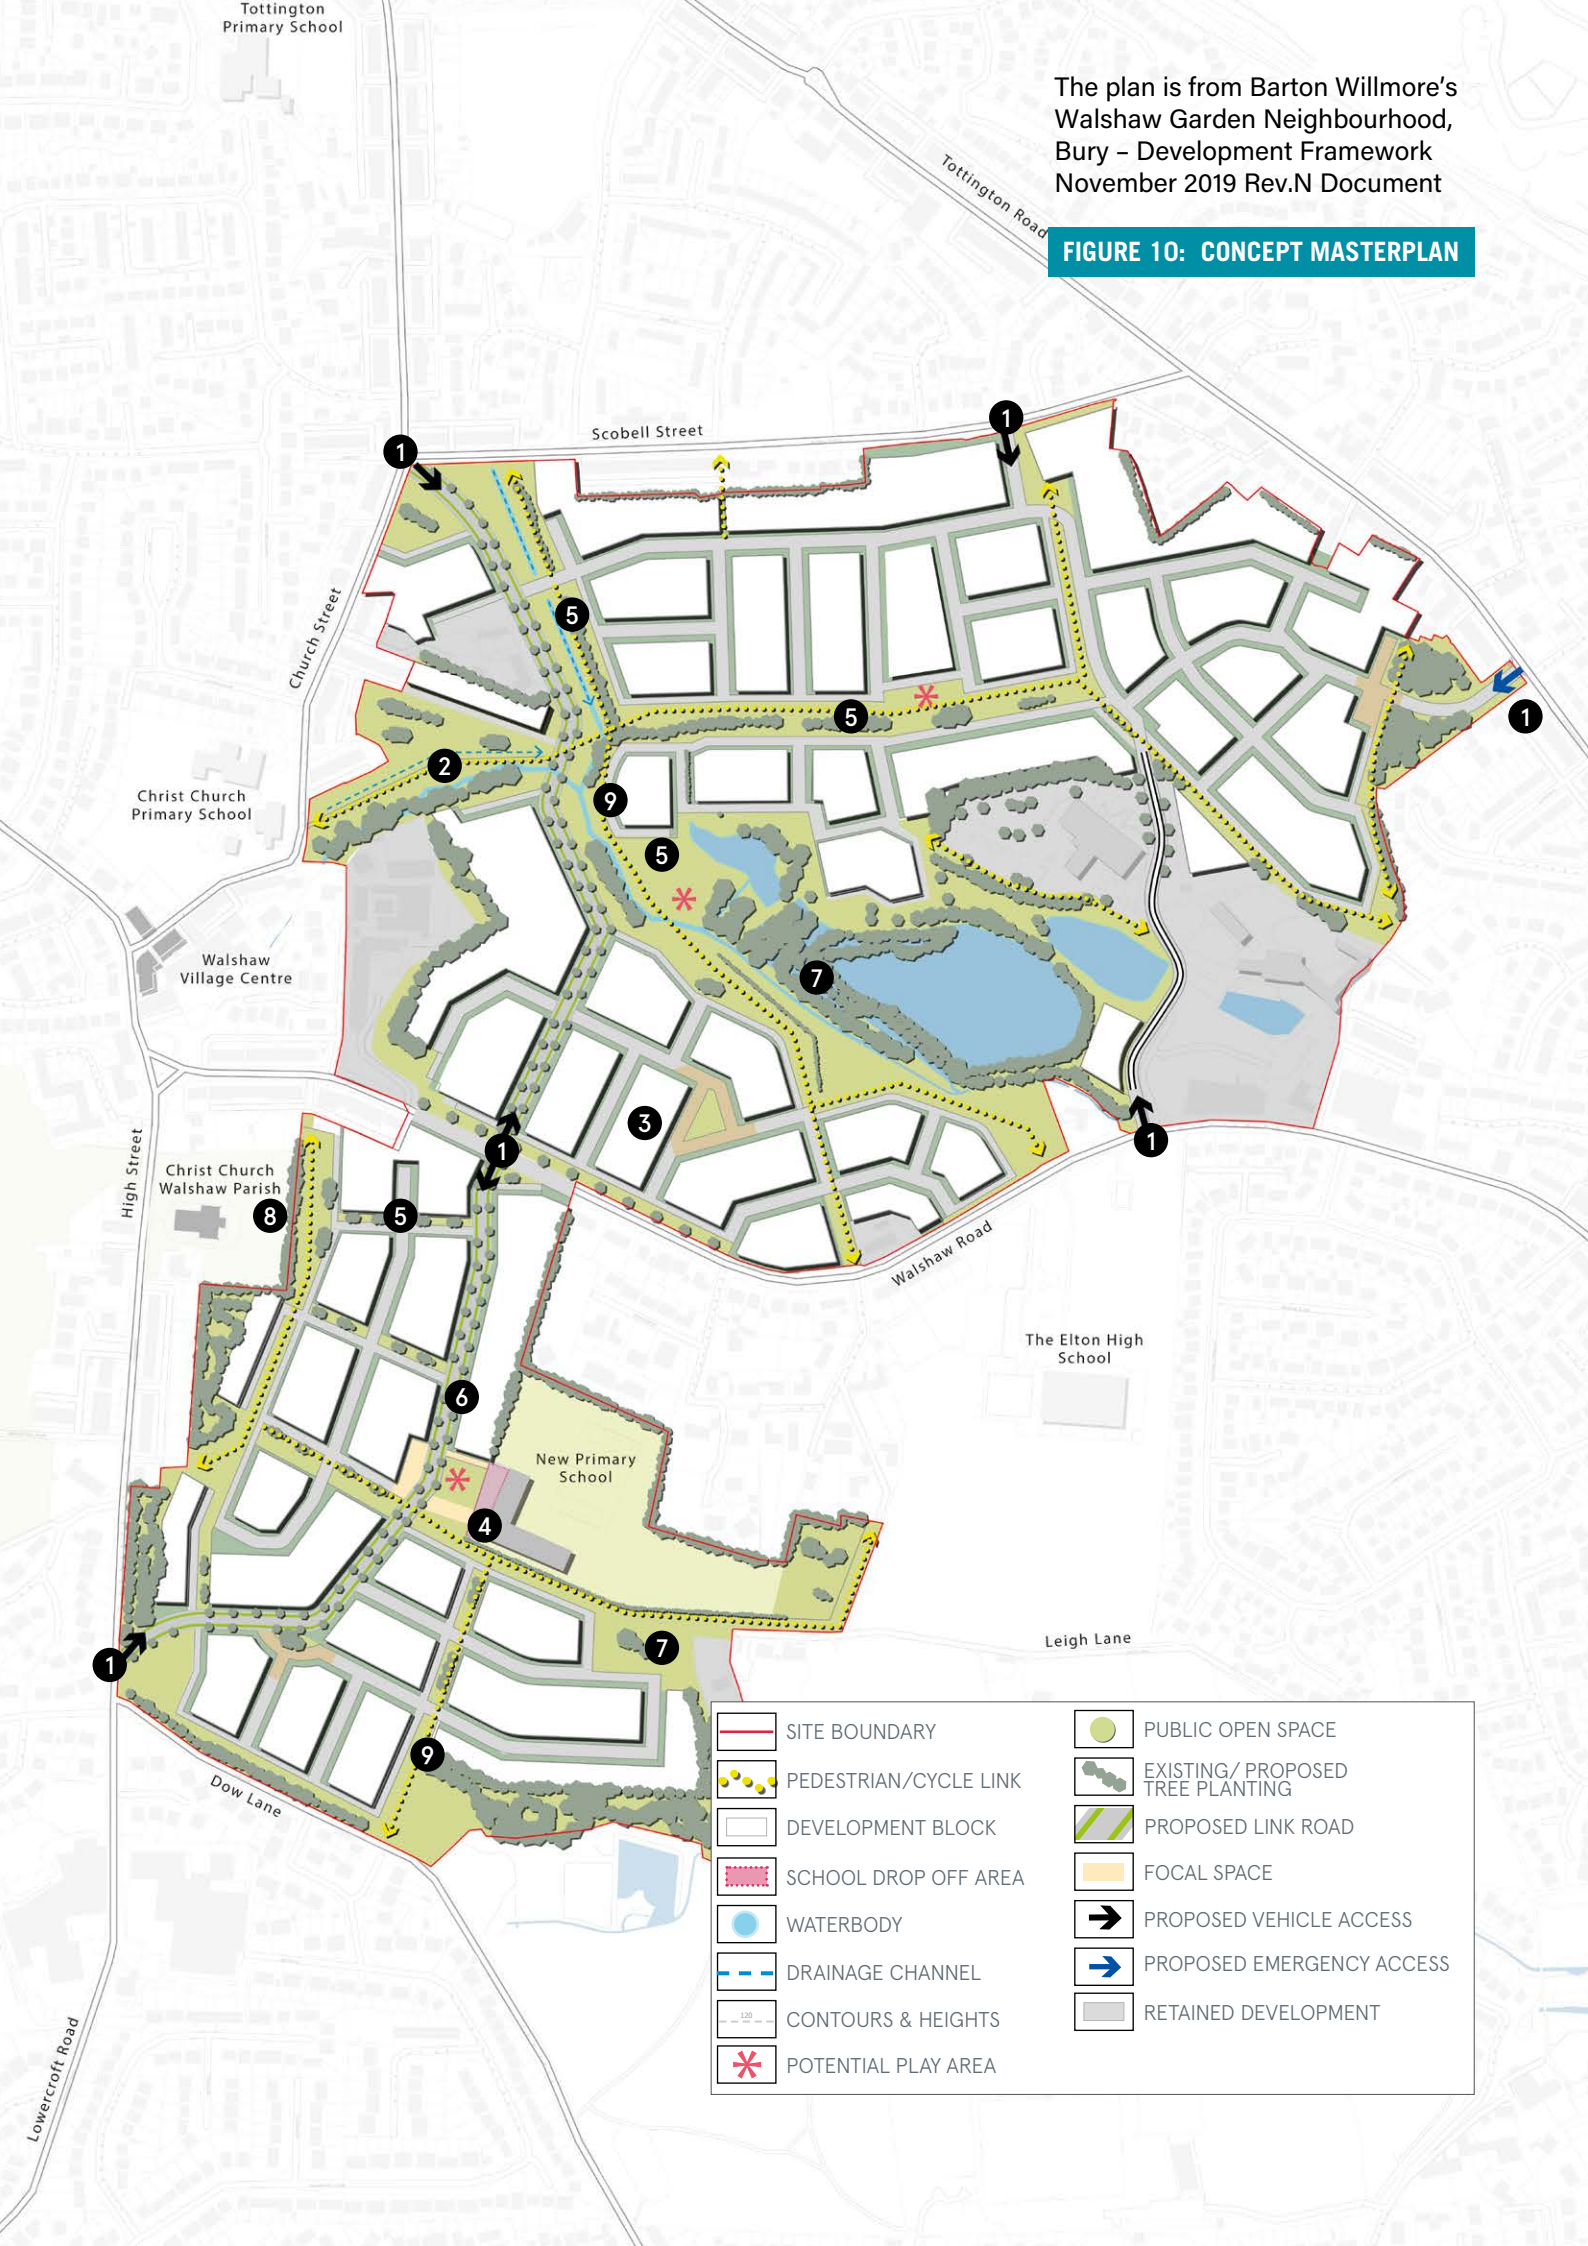 Tottington
Primary School
The plan is from Barton Willmore's
Walshaw Garden Neighbourhood,
Bury – Development Framework
November 2019 Rev.N Document
Tottington Road
FIGURE 10: CONCEPT MASTERPLAN
1
Scobell Street
1
Church Street
5
5
1
2
Christ Church
Primary School
9
5
Walshaw
Village Centre
7
3
1
1
High Street
Christ Church
Walshaw Parish
8
5
Walshaw Road
The Elton High
School
6
New Primary
School
4
Leigh Lane
7
1
9
Dow Lane
Lowercroft Road
SITE BOUNDARY
PEDESTRIAN/CYCLE LINK
DEVELOPMENT BLOCK
SCHOOL DROP OFF AREA
WATERBODY
DRAINAGE CHANNEL
120
CONTOURS & HEIGHTS
POTENTIAL PLAY AREA
PUBLIC OPEN SPACE
EXISTING/ PROPOSED
TREE PLANTING
PROPOSED LINK ROAD
FOCAL SPACE
PROPOSED VEHICLE ACCESS
PROPOSED EMERGENCY ACCESS
RETAINED DEVELOPMENT